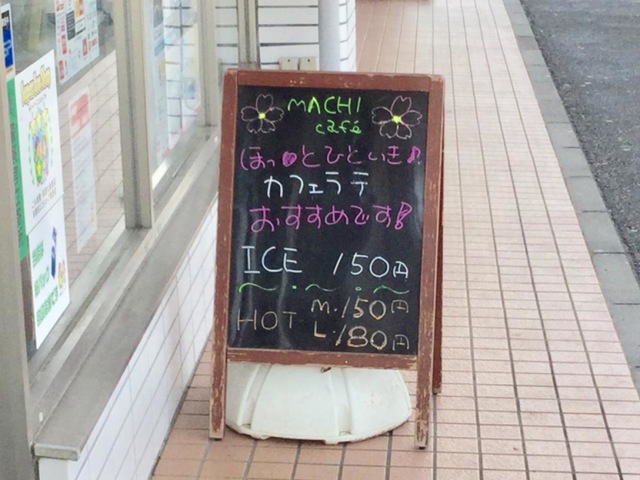 MACHI
café
ほっとひといき♪
カフェラテ
おすすめです!
ICE 150円
HOT M.150円
L.180円